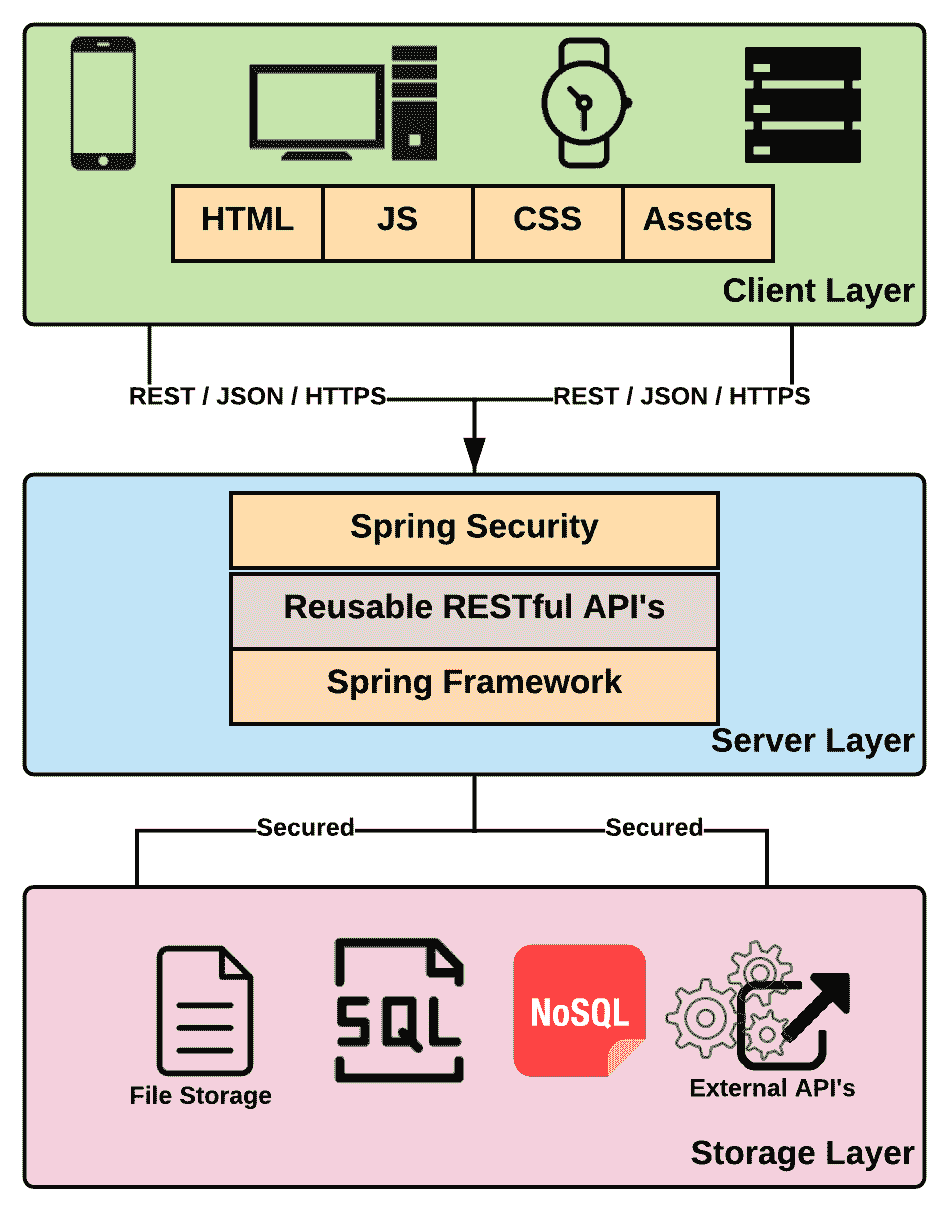 HTML
JS
CSS
Assets
Client Layer
REST / JSON / HTTPS
REST / JSON / HTTPS
Spring Security
Reusable RESTful API's
Spring Framework
Server Layer
Secured
Secured
SQL
NoSQL
File Storage
External API's
Storage Layer